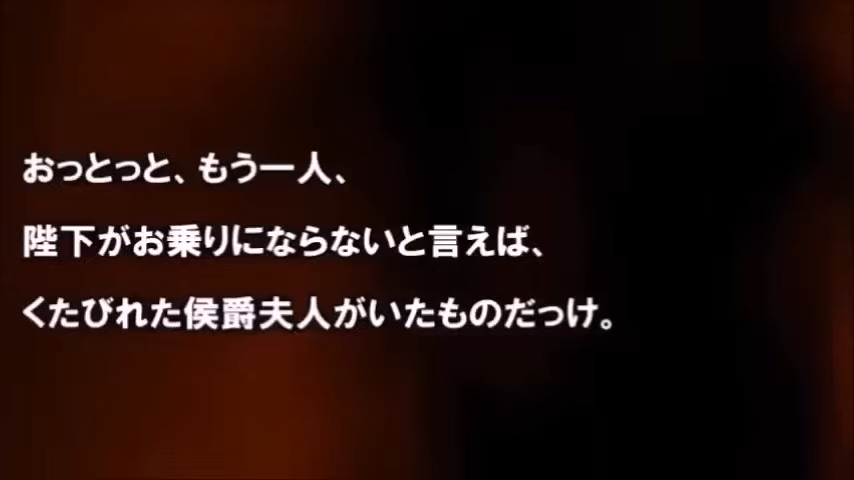 おっとっと、もう一人、
陛下がお乗りにならないと言えば、
くたびれた侯爵夫人がいたものだっけ。